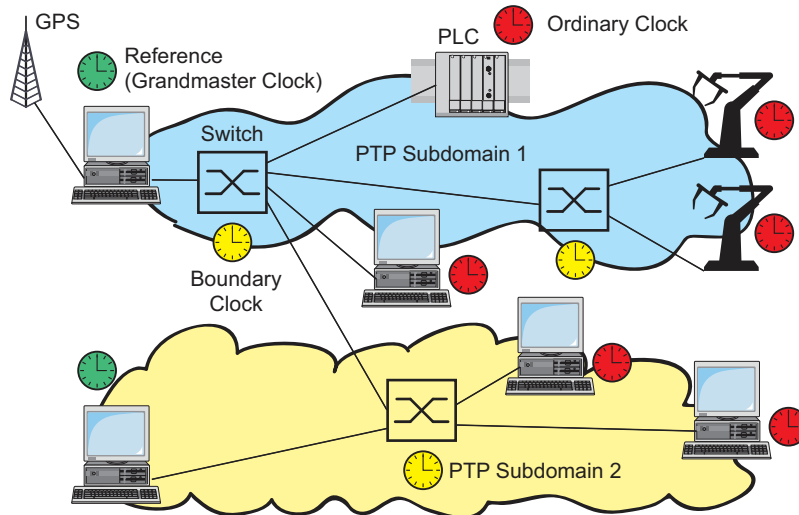 GPS
Reference
(Grandmaster Clock)
PLC
Ordinary Clock
Switch
PTP Subdomain 1
Boundary
Clock
PTP Subdomain 2